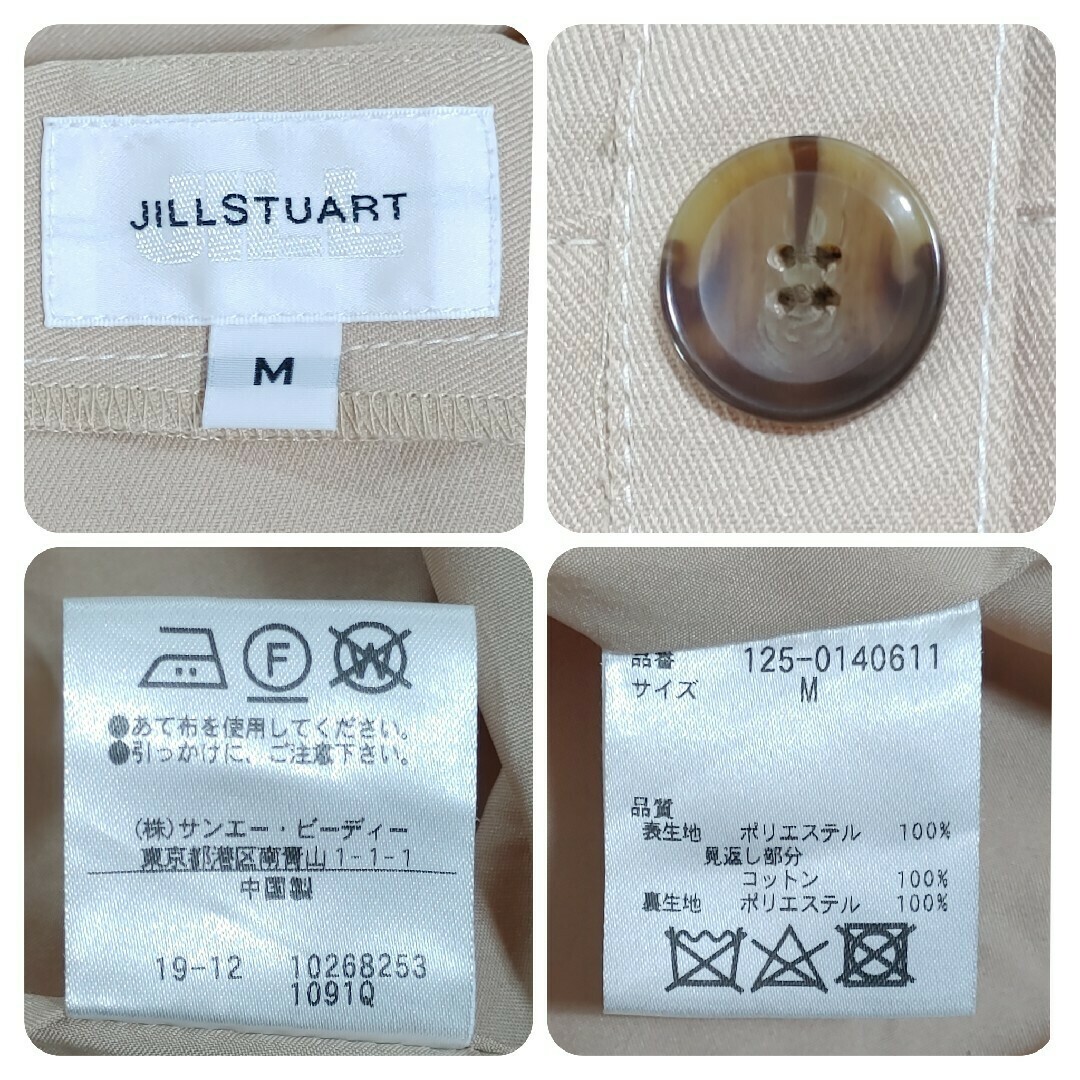 JILL
JILLSTUART
M
F
W
●あて布を使用してください。
●引っかけに、ご注意下さい。
(株)サンエー・ビーディー
東京都港区南青山1-1-1
中国製
19-12 10268253
1091Q
品番 125-0140611
サイズ M
品質
表生地 ポリエステル 100%
見返し部分
コットン 100%
裏生地 ポリエステル 100%